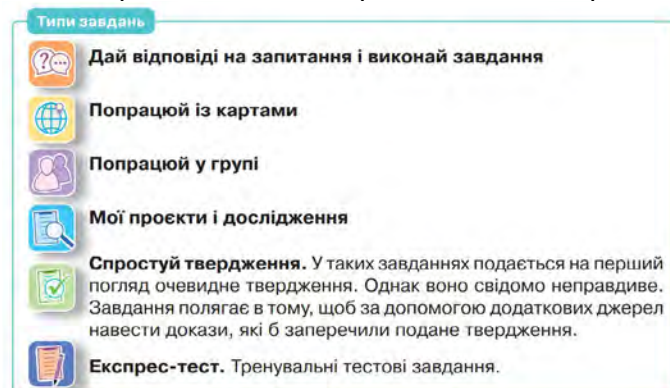 Типи завдань
Дай відповіді на запитання і виконай завдання
Попрацюй із картами
Попрацюй у групі
Мої проєкти і дослідження
Спростуй твердження. У таких завданнях подається на перший
погляд очевидне твердження. Однак воно свідомо неправдиве.
Завдання полягає в тому, щоб за допомогою додаткових джерел
навести докази, які б заперечили подане твердження.
Експрес-тест. Тренувальні тестові завдання.